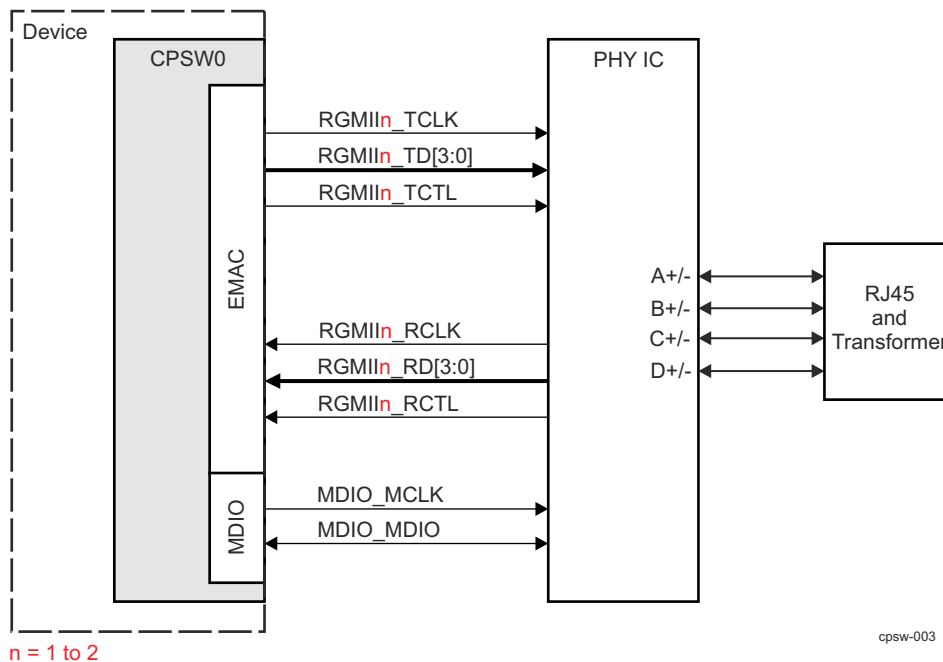 Device
CPSW0
PHY IC
RGMIIn_TCLK
RGMIIn_TD[3:0]
RGMIIn_TCTL
EMAC
A+/-
B+/-
C+/-
D+/-
RJ45
and
Transformer
RGMIIn_RCLK
RGMIIn_RD[3:0]
RGMIIn_RCTL
MDIO
MDIO_MCLK
MDIO_MDIO
cpsw-003
n = 1 to 2